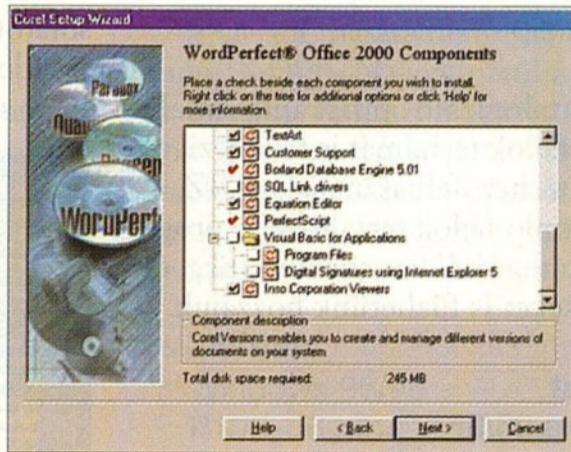 Corel Setup Wizard
WordPerfect® Office 2000 Components
Place a check beside each component you wish to install.
Right click on the tree for additional options or click 'Help' for
more information.
TextArt
Customer Support
Borland Database Engine 5.01
SQL Link drivers
Equation Editor
PerfectScript
Visual Basic for Applications
Program Files
Digital Signatures using Internet Explorer 5
Inso Corporation Viewers
Component description
Corel Versions enables you to create and manage different versions of
documents on your system
Total disk space required: 245 MB
Help
< Back
Next >
Cancel
Paradox
WordPerf